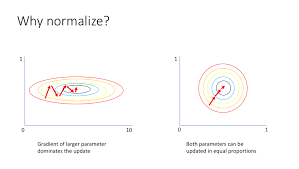 Why normalize?
1
1
0
10
0
1
Gradient of larger parameter
dominates the update
Both parameters can be
updated in equal proportions